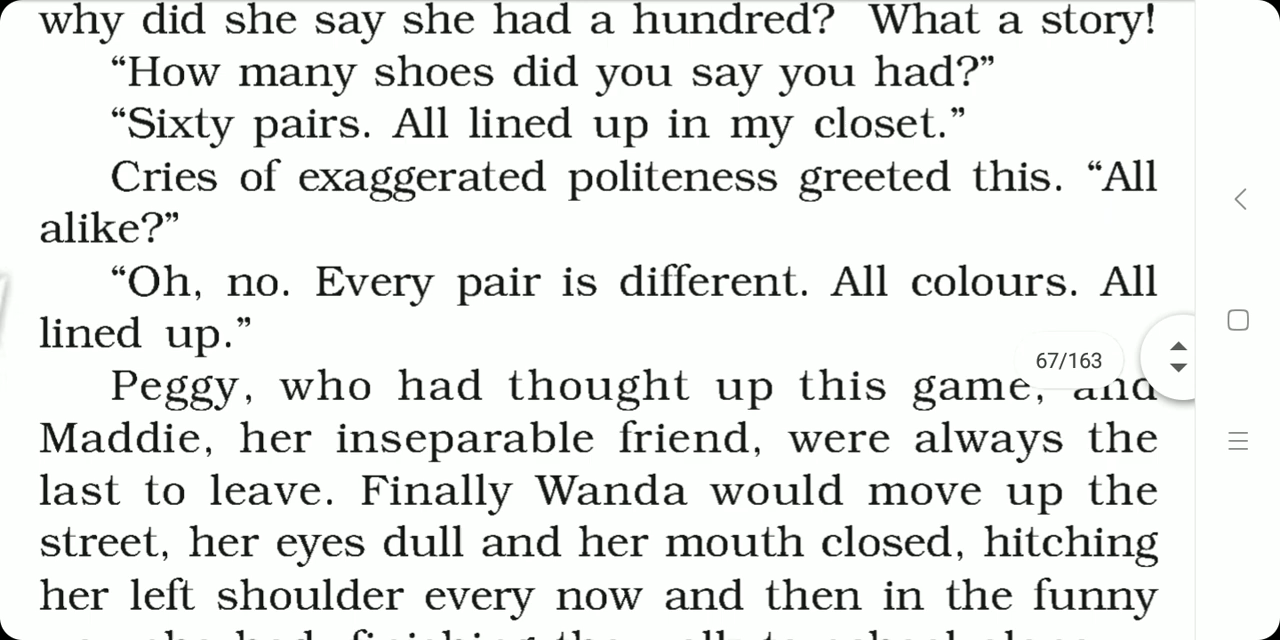 why did she say she had a hundred? What a story!
“How many shoes did you say you had?”
“Sixty pairs. All lined up in my closet.”
Cries of exaggerated politeness greeted this. “All
alike?”
“Oh, no. Every pair is different. All colours. All
lined up.”
67/163
Peggy, who had thought up this game, and
Maddie, her inseparable friend, were always the
last to leave. Finally Wanda would move up the
street, her eyes dull and her mouth closed, hitching
her left shoulder every now and then in the funny